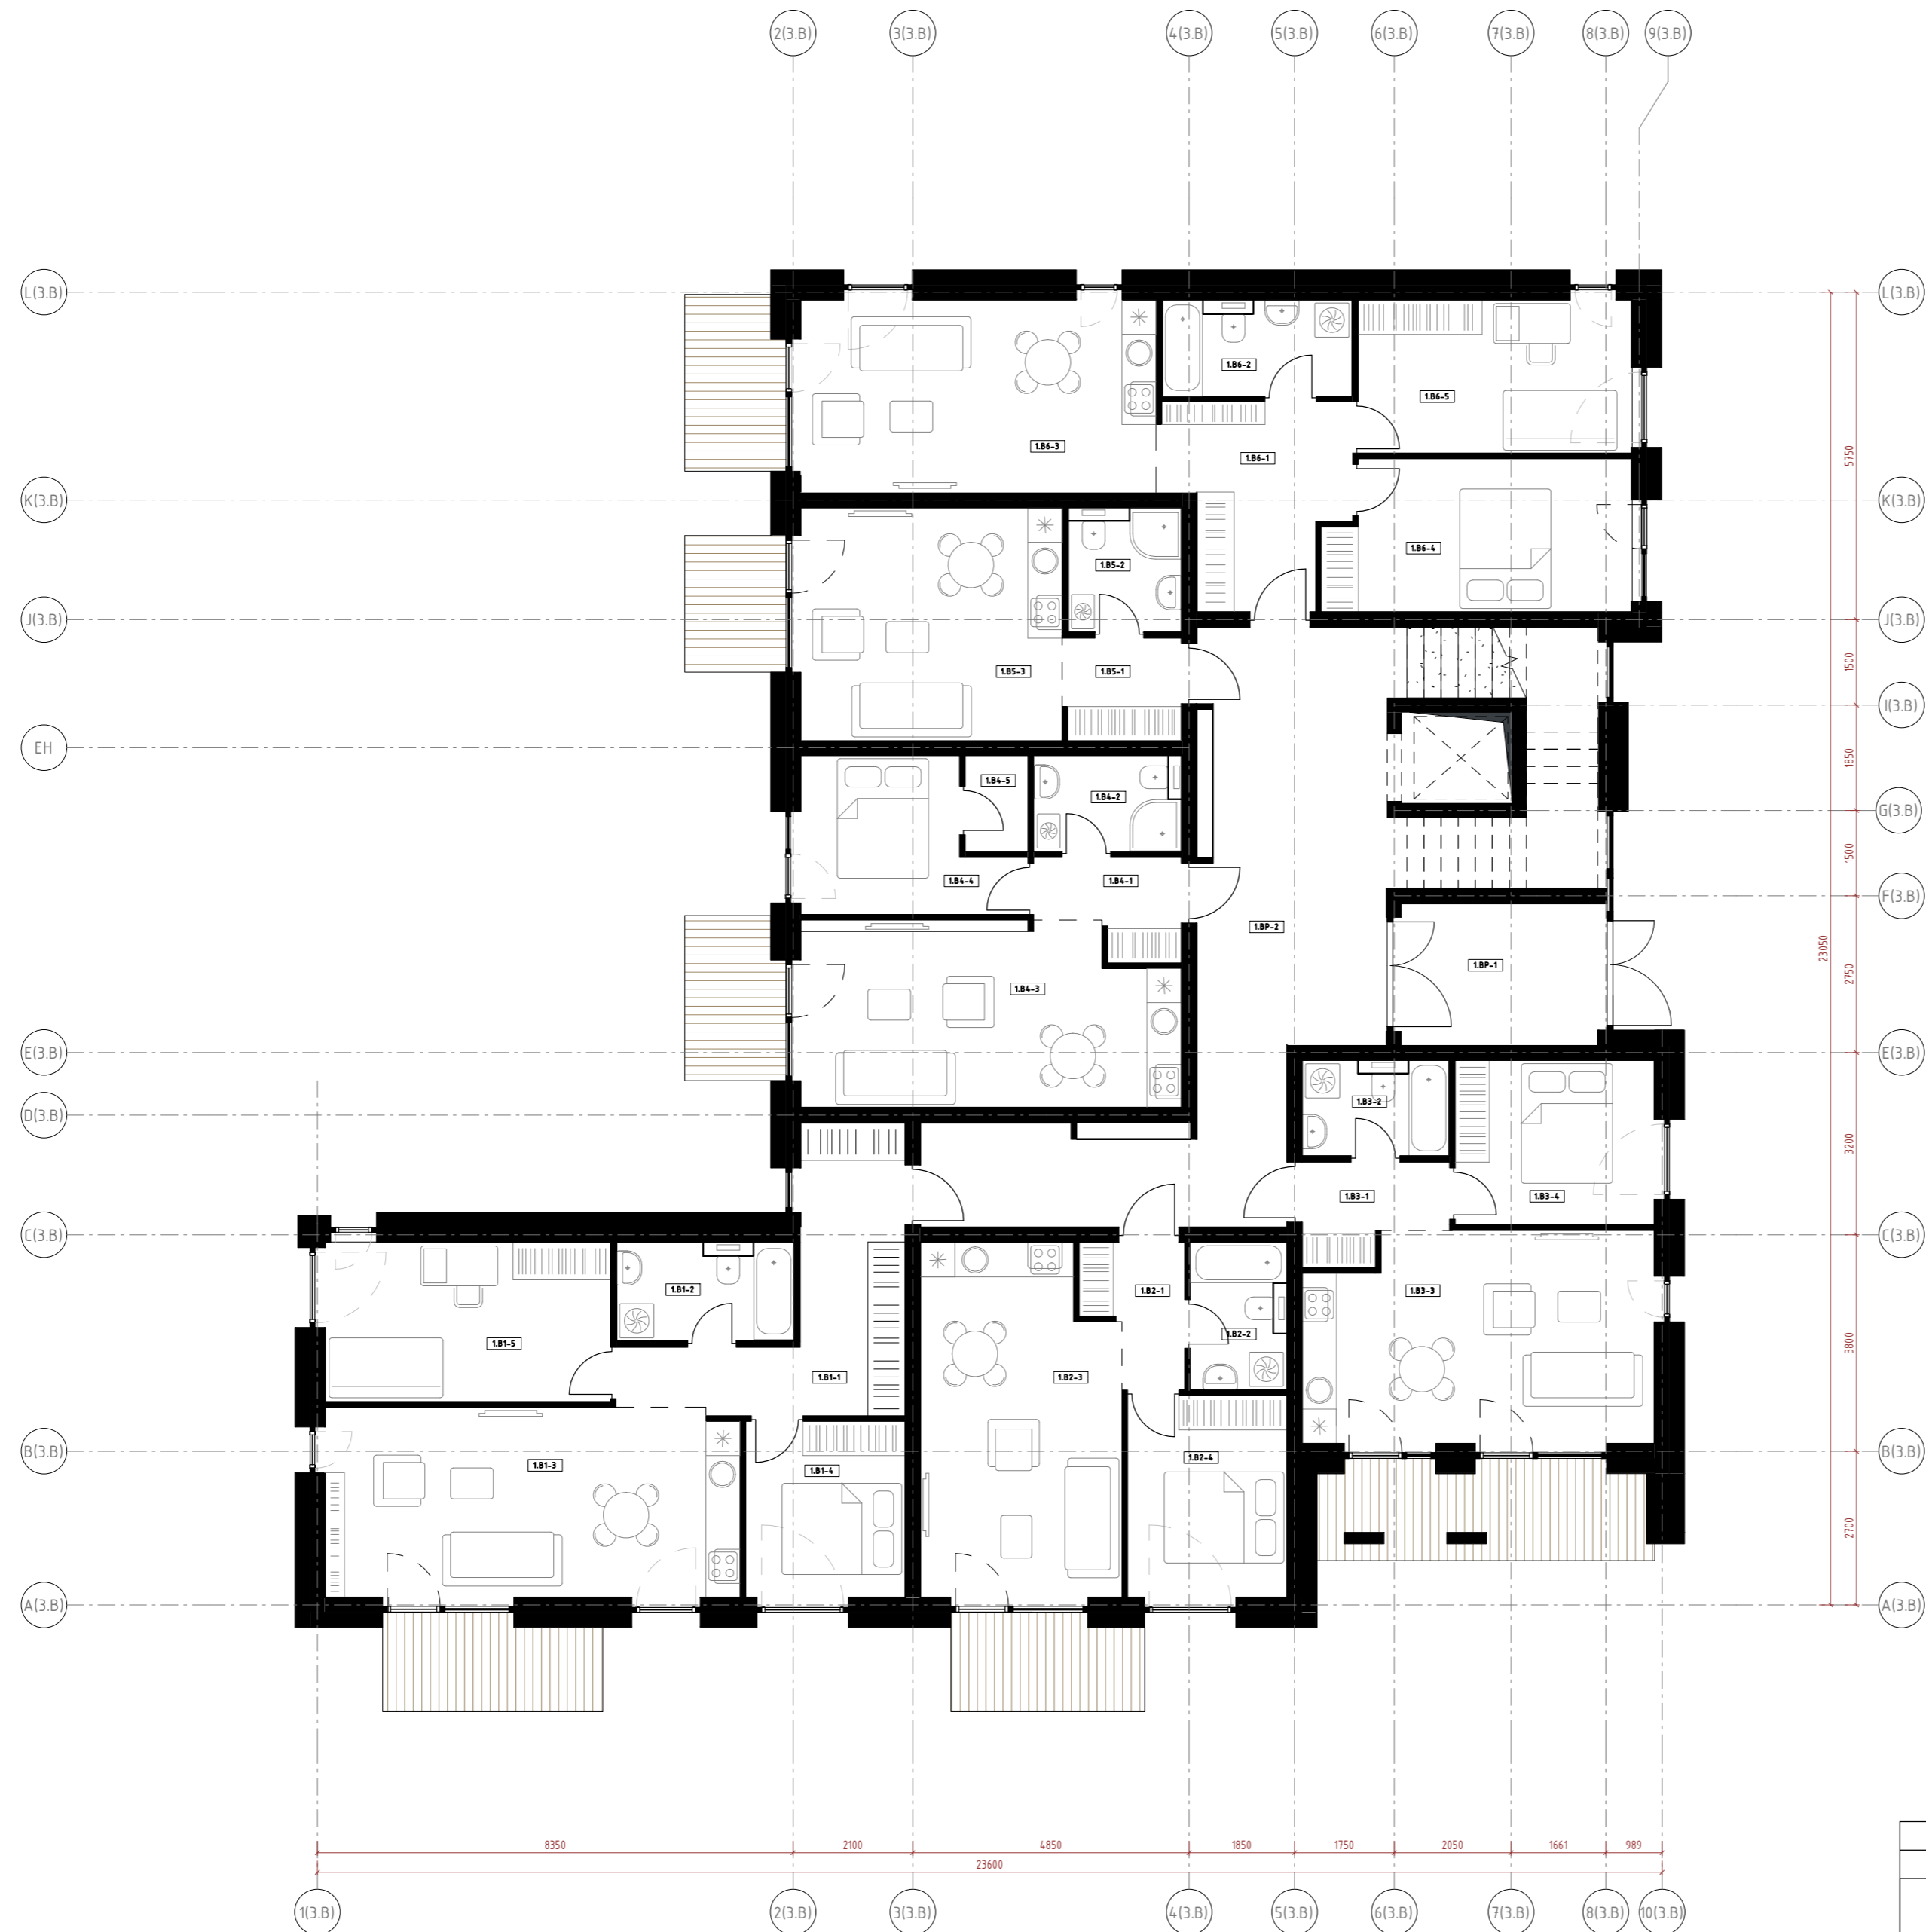 2(3.B) 3(3.B) 4(3.B) 5(3.B) 6(3.B) 7(3.B) 8(3.B) 9(3.B)
L(3.B) L(3.B)
1.B6-2
1.B6-5
1.B6-3
1.B6-1
5750
K(3.B) K(3.B)
1.B6-4
1.B5-2
J(3.B) J(3.B)
1.B5-3 1.B5-1
1500
I(3.B)
EH
1850
1.B4-5
1.B4-2
G(3.B)
1500
1.B4-4 1.B4-1
F(3.B)
1.BP-2
23050
2750
1.BP-1
1.B4-3
E(3.B) E(3.B)
1.B3-2
D(3.B)
3200
1.B3-1 1.B3-4
C(3.B) C(3.B)
1.B1-2 1.B2-1 1.B3-3
1.B2-2
1.B1-5
3800
1.B1-1 1.B2-3
B(3.B) B(3.B)
1.B1-3 1.B1-4 1.B2-4
2700
A(3.B) A(3.B)
8350 2100 4850 1850 1750 2050 1661 989
23600
1(3.B) 2(3.B) 3(3.B) 4(3.B) 5(3.B) 6(3.B) 7(3.B) 8(3.B) 10(3.B)